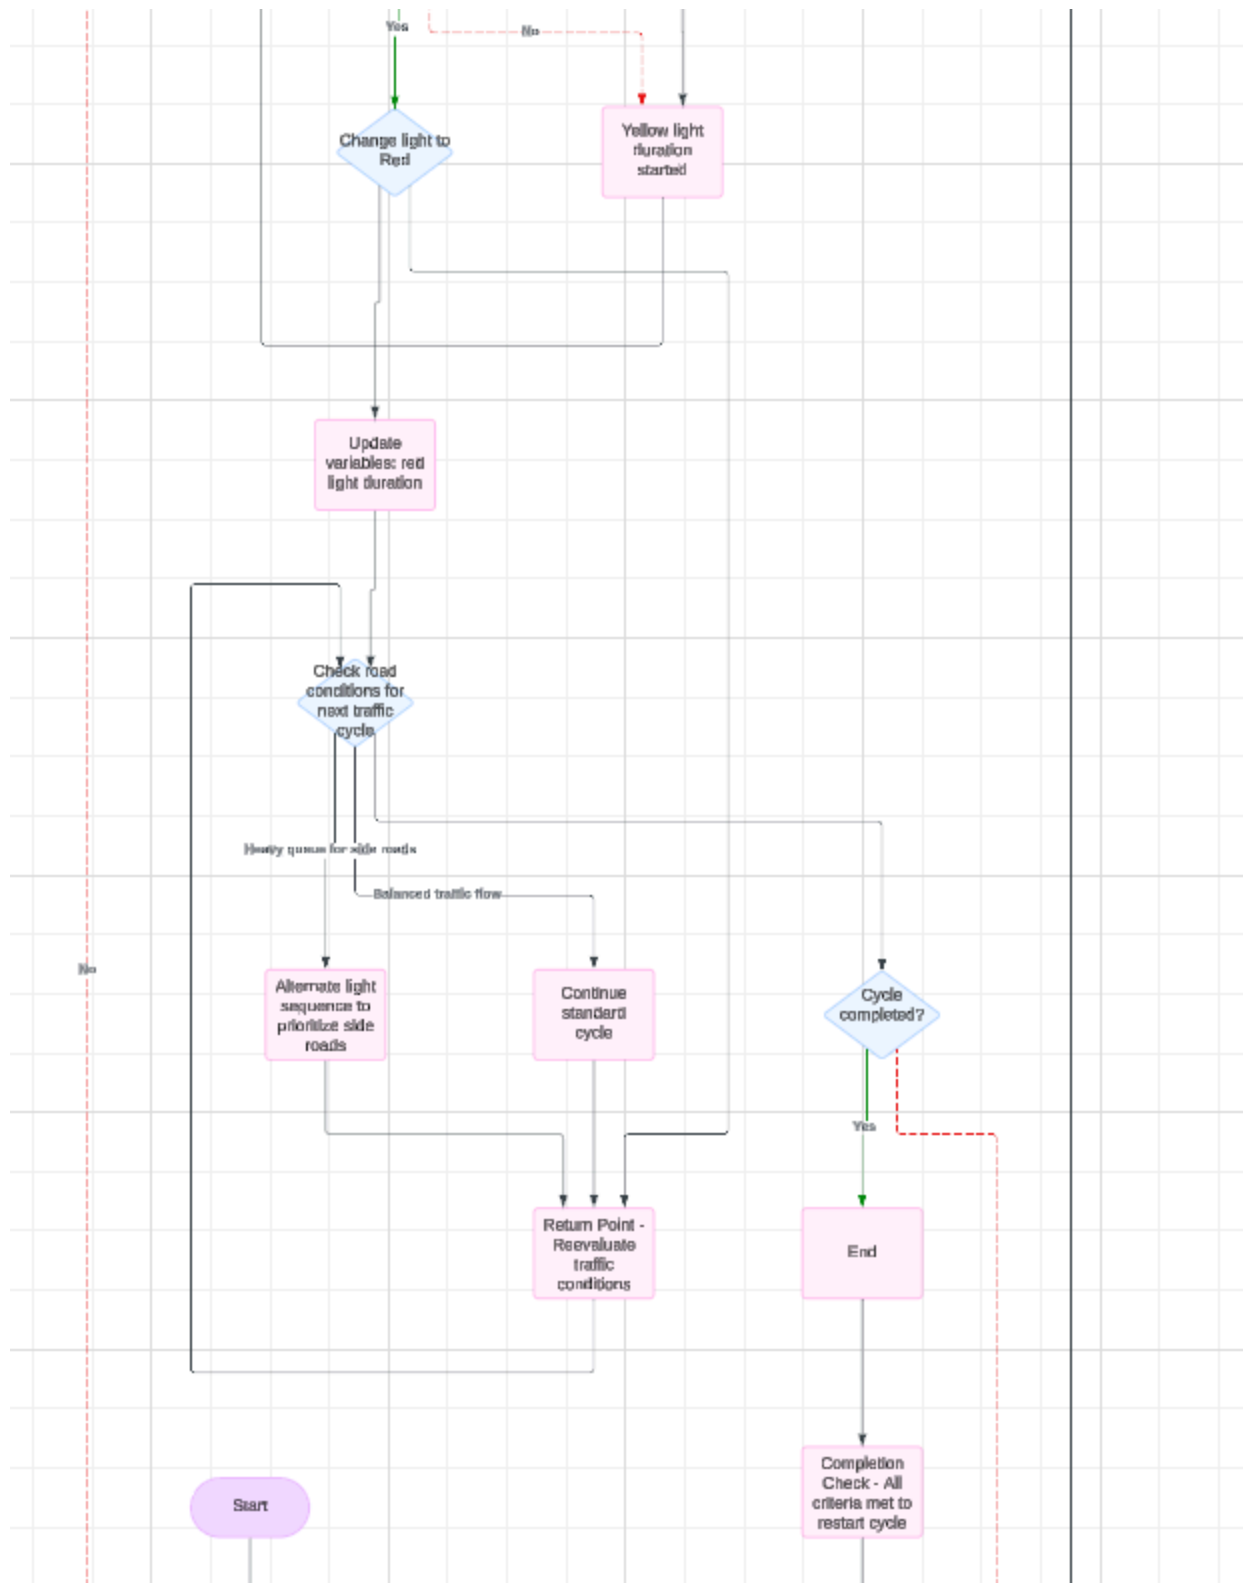 Yes
No
Change light to
Red
Yellow light
duration
started
Update
variables: red
light duration
Check road
conditions for
next traffic
cycle
Heavy queue for side roads
Balanced traffic flow
No
Alternate light
sequence to
prioritize side
roads
Continue
standard
cycle
Cycle
completed?
Yes
Return Point -
Reevaluate
traffic
conditions
End
Completion
Check - All
criteria met to
restart cycle
Start